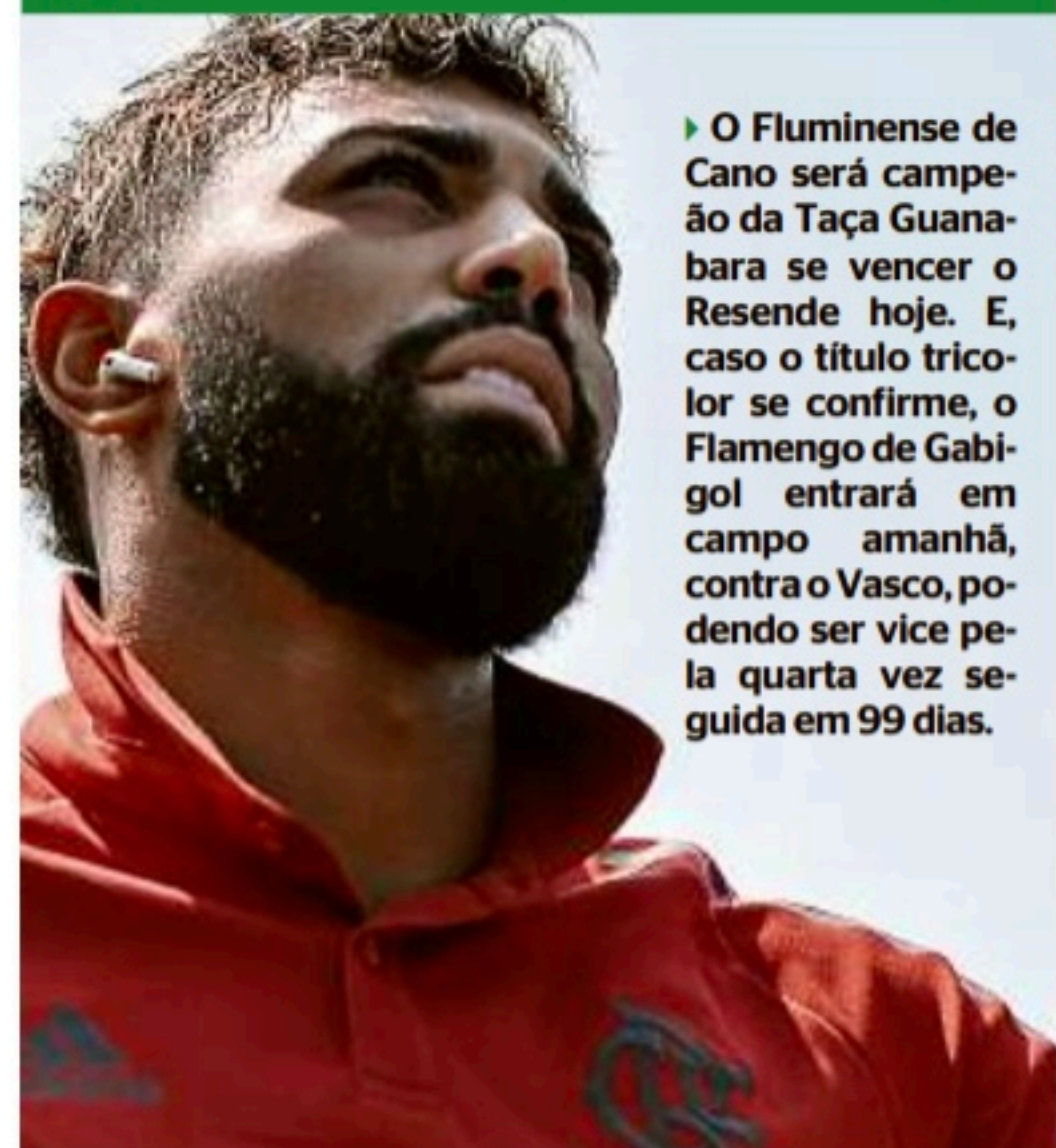 O Fluminense de
Cano será campe-
ão da Taça Guana-
bara se vencer o
Resende hoje. E,
caso o título trico-
lor se confirme, o
Flamengo de Gabi-
gol entrará em
campo amanhã,
contra o Vasco, po-
dendo ser vice pe-
la quarta vez se-
guida em 99 dias.